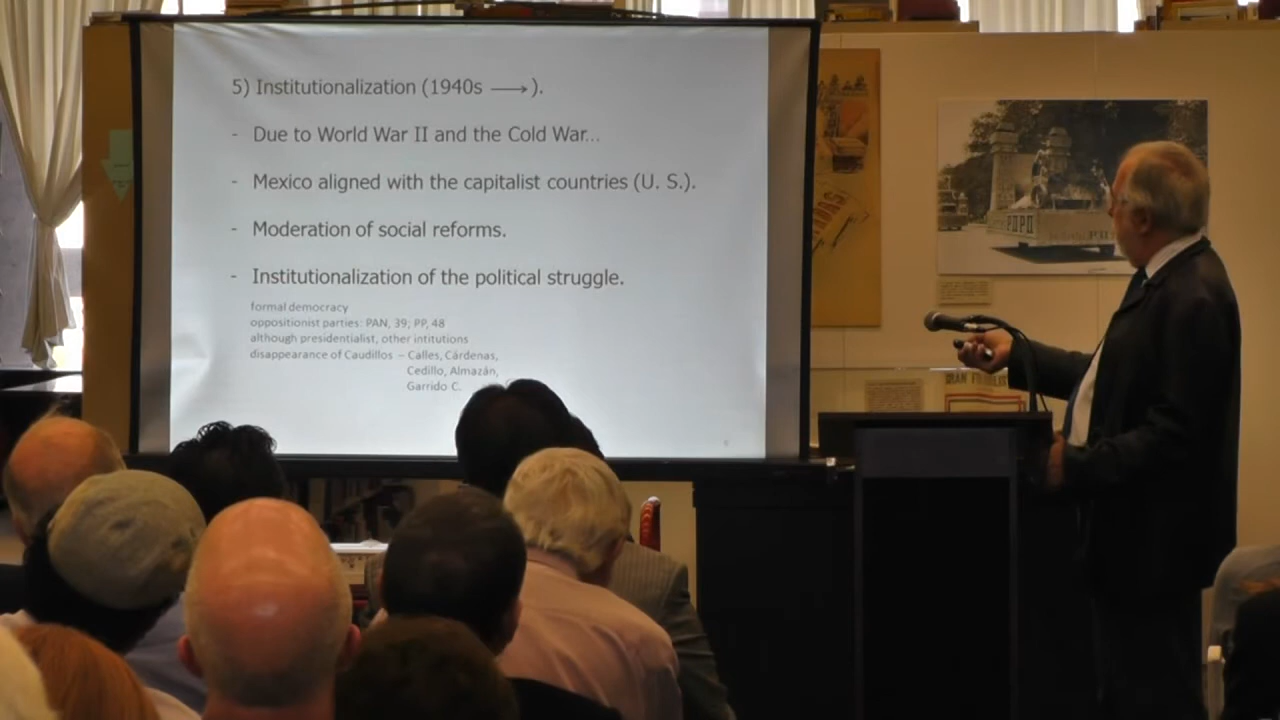 5) Institutionalization (1940s ⟶ ).
- Due to World War II and the Cold War...
- Mexico aligned with the capitalist countries (U. S.).
- Moderation of social reforms.
- Institutionalization of the political struggle.
formal democracy
oppositionist parties: PAN, 39; PP, 48
although presidentialist, other intitutions
disappearance of Caudillos – Calles, Cárdenas,
Cedillo, Almazán,
Garrido C.
6
GRAN